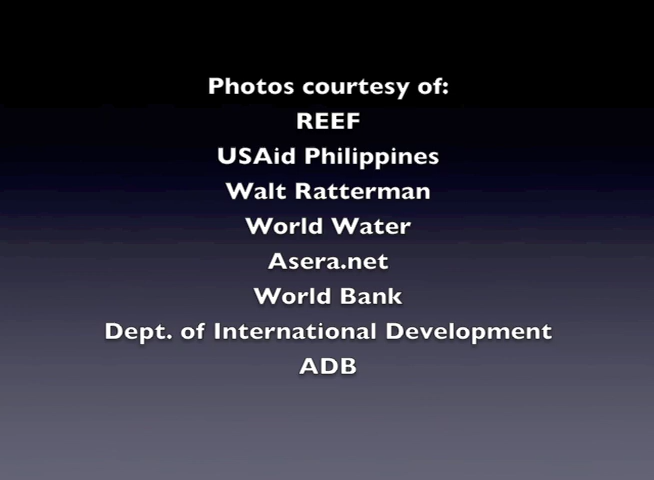 Photos courtesy of:
REEF
USAid Philippines
Walt Ratterman
World Water
Asera.net
World Bank
Dept. of International Development
ADB